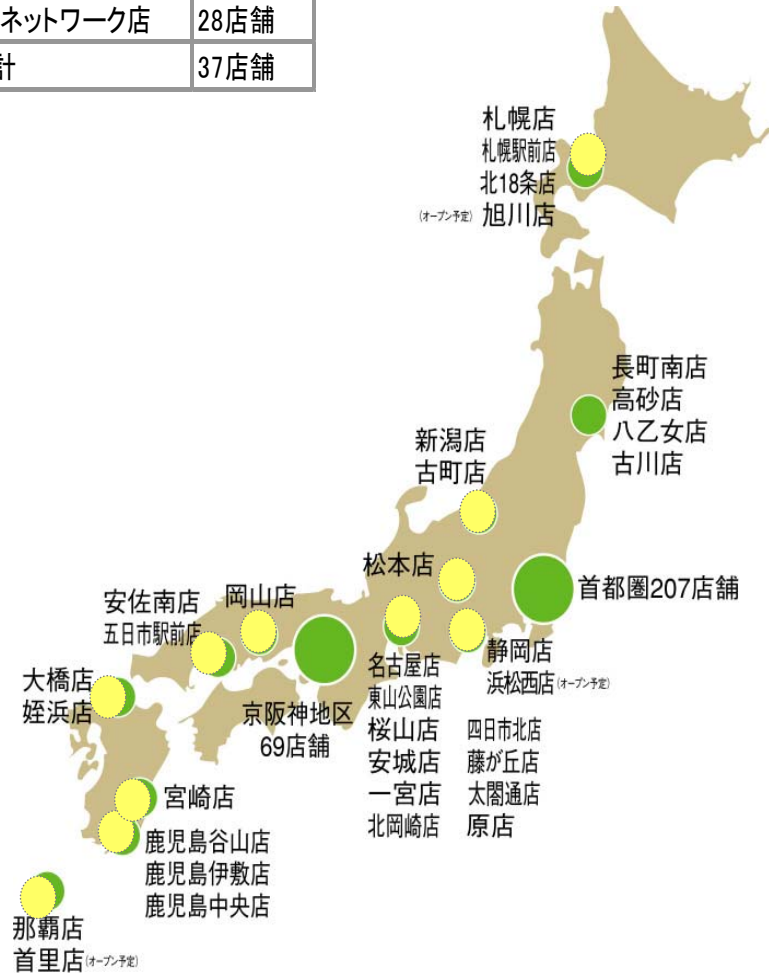 ネットワーク店 28店舗
計 37店舗
札幌店
札幌駅前店
北18条店
(オープン予定) 旭川店
長町南店
高砂店
八乙女店
古川店
新潟店
古町店
松本店
首都圏207店舗
安佐南店
五日市駅前店
岡山店
静岡店
浜松西店(オープン予定)
大橋店
姪浜店
京阪神地区
69店舗
名古屋店
東山公園店
桜山店
安城店
一宮店
北岡崎店
四日市北店
藤が丘店
太閤通店
原店
宮崎店
鹿児島谷山店
鹿児島伊敷店
鹿児島中央店
那覇店
首里店(オープン予定)